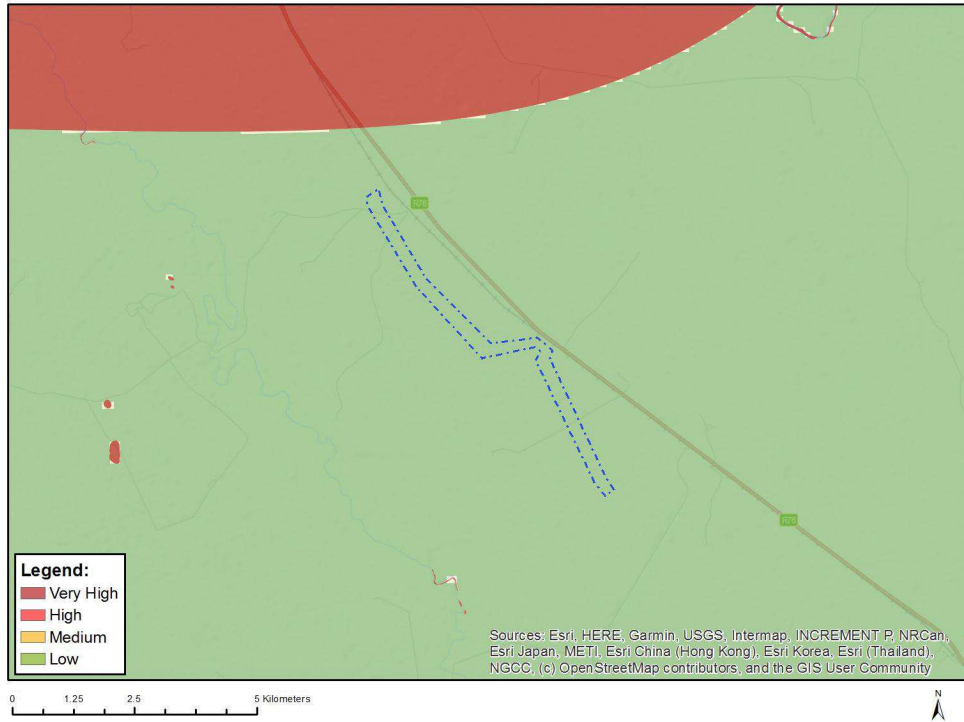 R76
R76
Legend:
Very High
High
Medium
Low
Sources: Esri, HERE, Garmin, USGS, Intermap, INCREMENT P, NRCan,
Esri Japan, METI, Esri China (Hong Kong), Esri Korea, Esri (Thailand),
NGCC, (c) OpenStreetMap contributors, and the GIS User Community
0 1.25 2.5 5 Kilometers
N